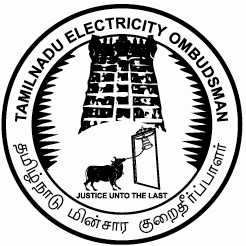 TAMILNADU ELECTRICITY OMBUDSMAN
JUSTICE UNTO THE LAST
தமிழ்நாடு மின்சார குறைதீர்ப்பாளர்